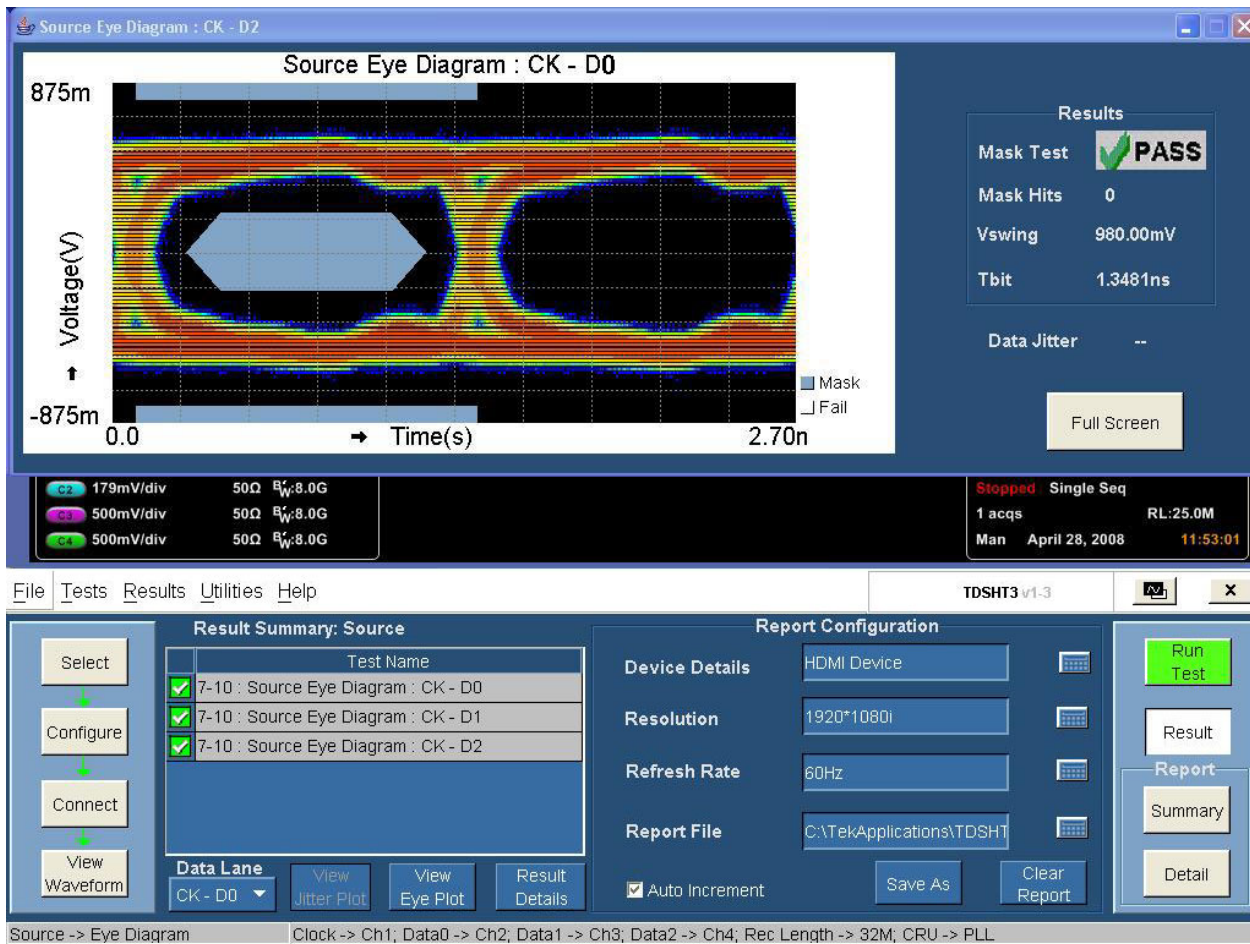 Source Eye Diagram : CK - D2
Source Eye Diagram : CK - D0
875m
Voltage(V)
-875m
0.0
Time(s)
2.70n
Mask
Fail
Results
Mask Test PASS
Mask Hits 0
Vswing 980.00mV
Tbit 1.3481ns
Data Jitter --
Full Screen
C2 179mV/div 50Ω BW:8.0G
C3 500mV/div 50Ω BW:8.0G
C4 500mV/div 50Ω BW:8.0G
Stopped Single Seq
1 acqs RL:25.0M
Man April 28, 2008 11:53:01
File Tests Results Utilities Help
TDSHT3 v1-3
Select
Configure
Connect
View
Waveform
Result Summary: Source
Test Name
7-10 : Source Eye Diagram : CK - D0
7-10 : Source Eye Diagram : CK - D1
7-10 : Source Eye Diagram : CK - D2
Data Lane
CK - D0
View
Jitter Plot
View
Eye Plot
Result
Details
Report Configuration
Device Details HDMI Device
Resolution 1920*1080i
Refresh Rate 60Hz
Report File C:\TekApplications\TDSHT
Auto Increment
Save As
Clear
Report
Run
Test
Result
Report
Summary
Detail
Source -> Eye Diagram
Clock -> Ch1; Data0 -> Ch2; Data1 -> Ch3; Data2 -> Ch4; Rec Length -> 32M; CRU -> PLL